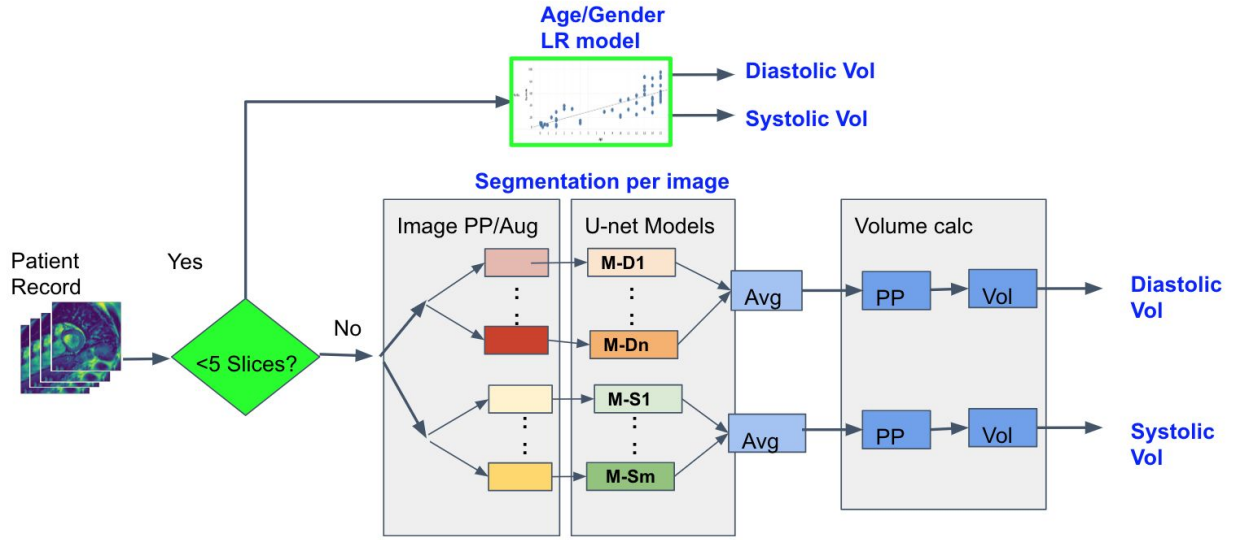 Age/Gender
LR model
Diastolic Vol
Systolic Vol
Segmentation per image
Image PP/Aug
U-net Models
Volume calc
Patient
Record
Yes
No
<5 Slices?
M-D1
M-Dn
M-S1
M-Sm
Avg
PP
Vol
Diastolic
Vol
Avg
PP
Vol
Systolic
Vol